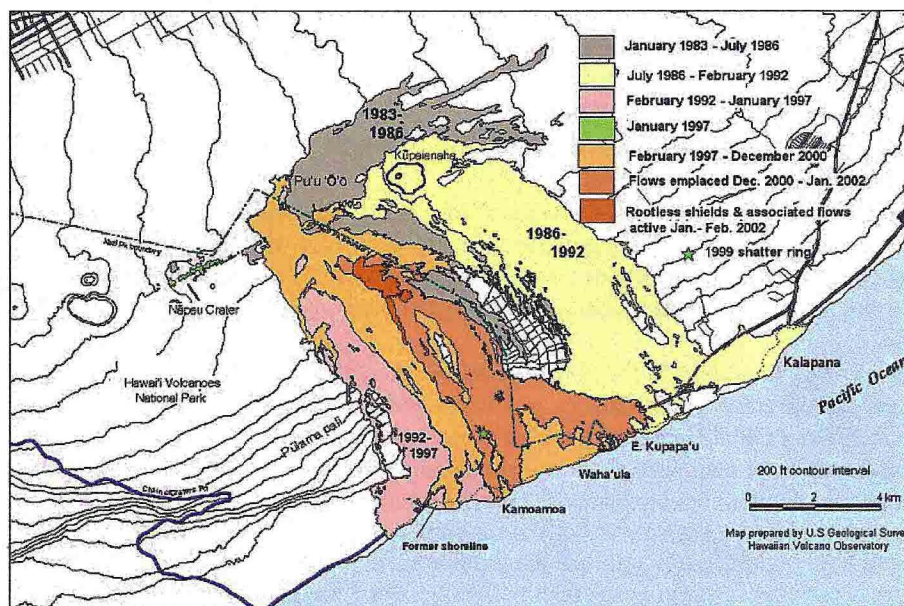 January 1983 - July 1986
July 1986 - February 1992
February 1992 - January 1997
January 1997
February 1997 - December 2000
Flows emplaced Dec. 2000 - Jan. 2002
Rootless shields & associated flows
active Jan.- Feb. 2002
1999 shatter ring
1983-
1986
Kūpaianaha
Pu‘u ‘Ō‘ō
1986-
1992
boundary
Nāpau Crater
Hawai‘i Volcanoes
National Park
Pūlama pali
1992-
1997
Kalapana
Pacific Ocean
E. Kupapa‘u
Waha‘ula
Kamoamoa
Former shoreline
200 ft contour interval
0 2 4 km
Map prepared by U.S Geological Surve
Hawaiian Volcano Observatory